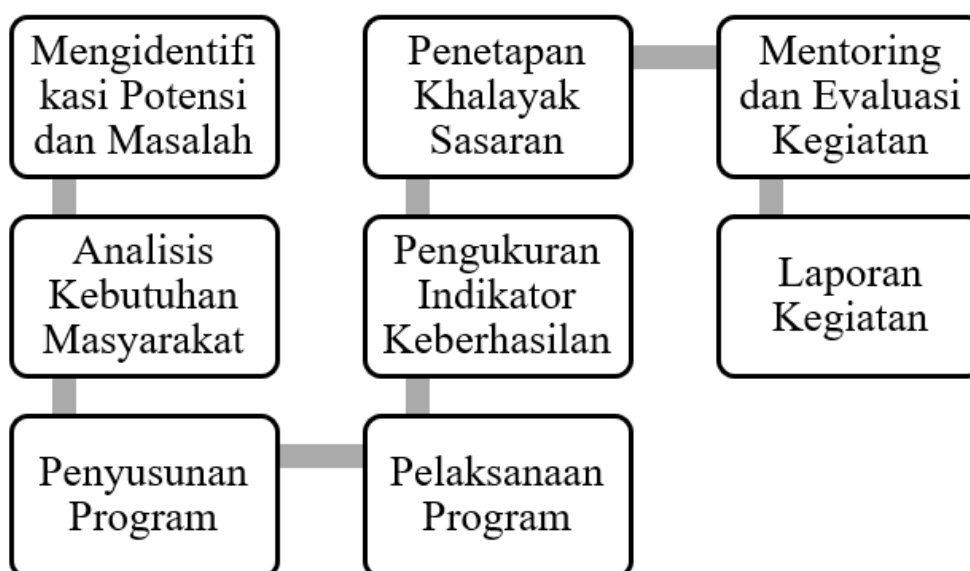 Mengidentifi
kasi Potensi
dan Masalah
Analisis
Kebutuhan
Masyarakat
Penyusunan
Program
Pelaksanaan
Program
Pengukuran
Indikator
Keberhasilan
Penetapan
Khalayak
Sasaran
Mentoring
dan Evaluasi
Kegiatan
Laporan
Kegiatan